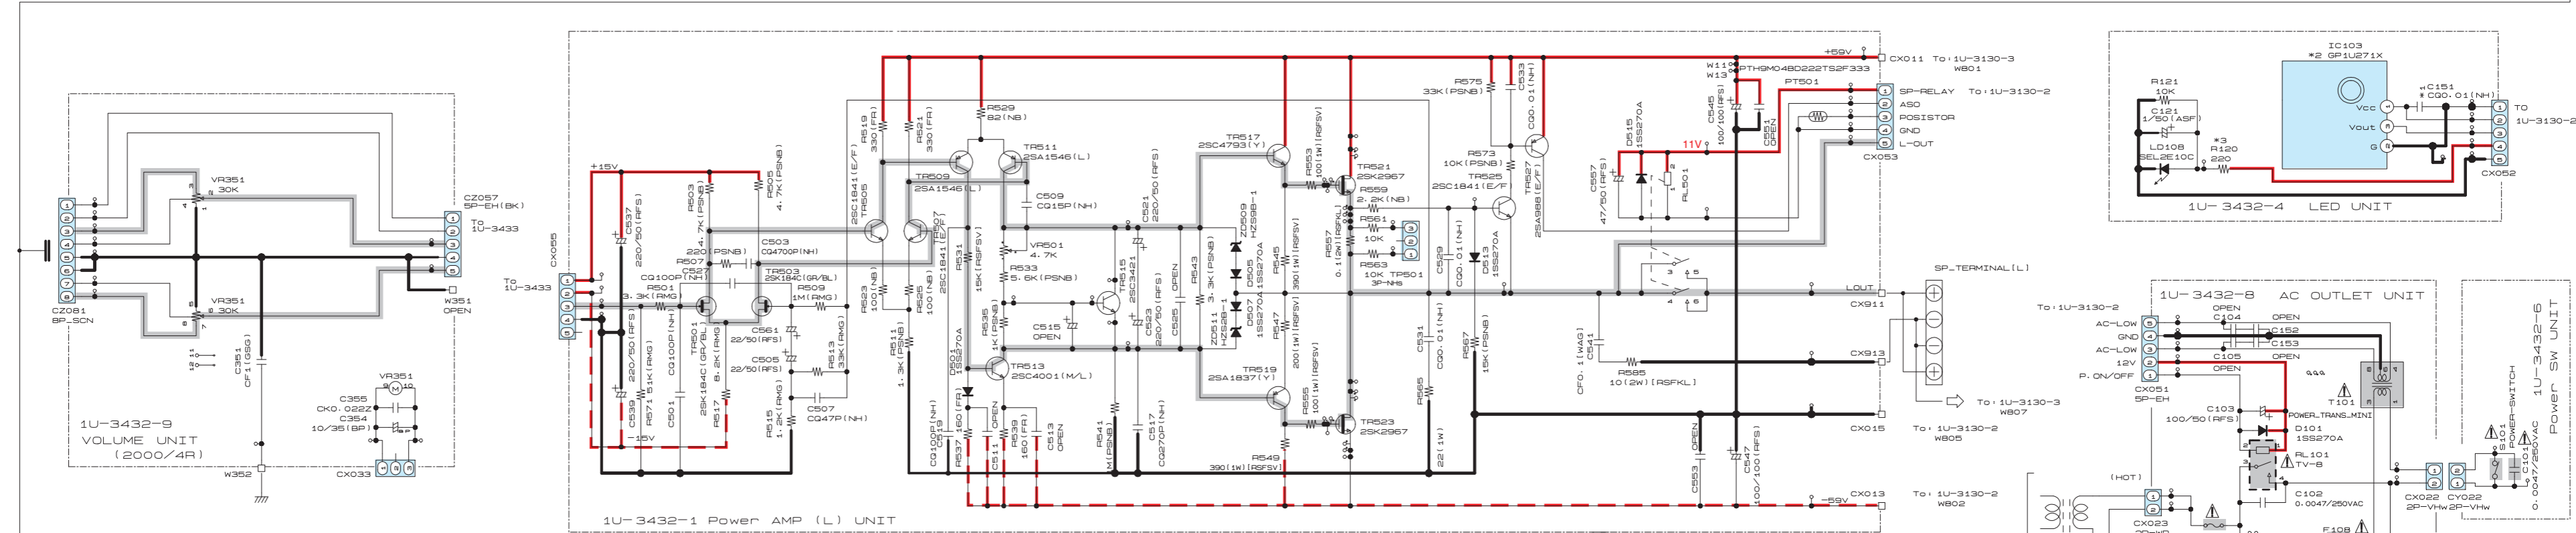 1U-3432-9
VOLUME UNIT
(2000/4R)
CZ081
8P_SCN
VR351
30K
VR351
30K
C351
CF1(GSG)
W352
VR351
C355
CK0.022Z
C354
10/35(BP)
CX033
CZ057
5P-EH(BK)
To
1U-3433
W351
OPEN
1U-3432-1 Power AMP (L) UNIT
CX055
To
1U-3433
+15V
-15V
C537
220/50(RFS)
C539
220/50(RFS)
R571 51K(RMG)
R501
3.3K(RMG)
C501
CQ100P(NH)
R503
4.7K(PSNB)
R505
4.7K(PSNB)
R507
220(PSNB)
C503
CQ4700P(NH)
C527
CQ100P(NH)
TR501
2SK184C(GR/BL)
TR503
2SK184C(GR/BL)
R509
1M(RMG)
C561
22/50(RFS)
C505
22/50(RFS)
R513
33K(RMG)
R515
1.2K(RMG)
R517
8.2K(RMG)
C507
CQ47P(NH)
R519
330(FR)
R521
330(FR)
TR505
2SC1841(E/F)
TR507
2SC1841(E/F)
R523
100(NB)
R525
100(NB)
R511
1.3K(PSNB)
R529
82(NB)
TR509
2SA1546(L)
TR511
2SA1546(L)
C509
CQ15P(NH)
VR501
4.7K
R531
15K(RFSV)
R533
5.6K(PSNB)
R535
1K(PSNB)
D501
1SS270A
TR513
2SC4001(M/L)
C519
CQ100P(NH)
R537
160(FR)
C511
OPEN
R539
160(FR)
C513
OPEN
C515
OPEN
TR515
2SC3421
C521
220/50(RFS)
C523
220/50(RFS)
C525
OPEN
R541
C517
CQ270P(NH)
R543
3.3K(PSNB)
ZD509
HZS9B-1
D505
1SS270A
D507
1SS270A
ZD511
HZS2B-1
TR517
2SC4793(Y)
TR519
2SA1837(Y)
R545
390(1W)[RSFSV]
R547
200(1W)[RSFSV]
R549
390(1W)[RSFSV]
R553
100(1W)[RSFSV]
R555
100(1W)[RSFSV]
R557
0.1(2W)[RSFKL]
TR521
2SK2967
TR523
2SK2967
R559
2.2K(NB)
R561
10K
R563
10K TP501
3P-NHs
C529
CQ0.01(NH)
C531
CQ0.01(NH)
R565
22(1W)
R567
15K(PSNB)
D513
1SS270A
R575
33K(PSNB)
C533
CQ0.01(NH)
R573
10K(PSNB)
TR525
2SC1841(E/F)
TR527
2SA988(E/F)
D515
1SS270A
C557
47/50(RFS)
11V
RL501
C541
CF0.1[WAG]
R585
10(2W)[RSFKL]
C545
100/100(RFS)
C551
OPEN
C547
100/100(RFS)
C553
OPEN
W11
W13
PTH9M04BD222TS2F333
PT501
+59V
-59V
CX011 To:1U-3130-3
W801
SP-RELAY To:1U-3130-2
ASO
POSISTOR
GND
L-OUT
CX053
LOUT
CX911
CX913
CX015 To:1U-3130-2
W805
CX013 To:1U-3130-2
W802
SP_TERMINAL[L]
To:1U-3130-3
W807
IC103
*2 GP1U271X
Vcc
Vout
G
R121
10K
C121
1/50(ASF)
LD108
SEL2E10C
*3
R120
220
C151
*CQ0.01(NH)
TO
1U-3130-2
CX052
1U-3432-4 LED UNIT
1U-3432-8 AC OUTLET UNIT
To:1U-3130-2
AC-LOW
GND
AC-LOW
12V
P.ON/OFF
CX051
5P-EH
OPEN
C104
OPEN
C152
C153
C105
OPEN
OPEN
C103
100/50(RFS)
POWER_TRANS_MINI
T101
D101
1SS270A
RL101
TV-8
C102
0.0047/250VAC
(HOT)
CX023
F108
CX022 CY022
2P-VHw 2P-VHw
S101
POWER-SWITCH
C101
0.0047/250VAC
1U-3432-6
Power SW UNIT